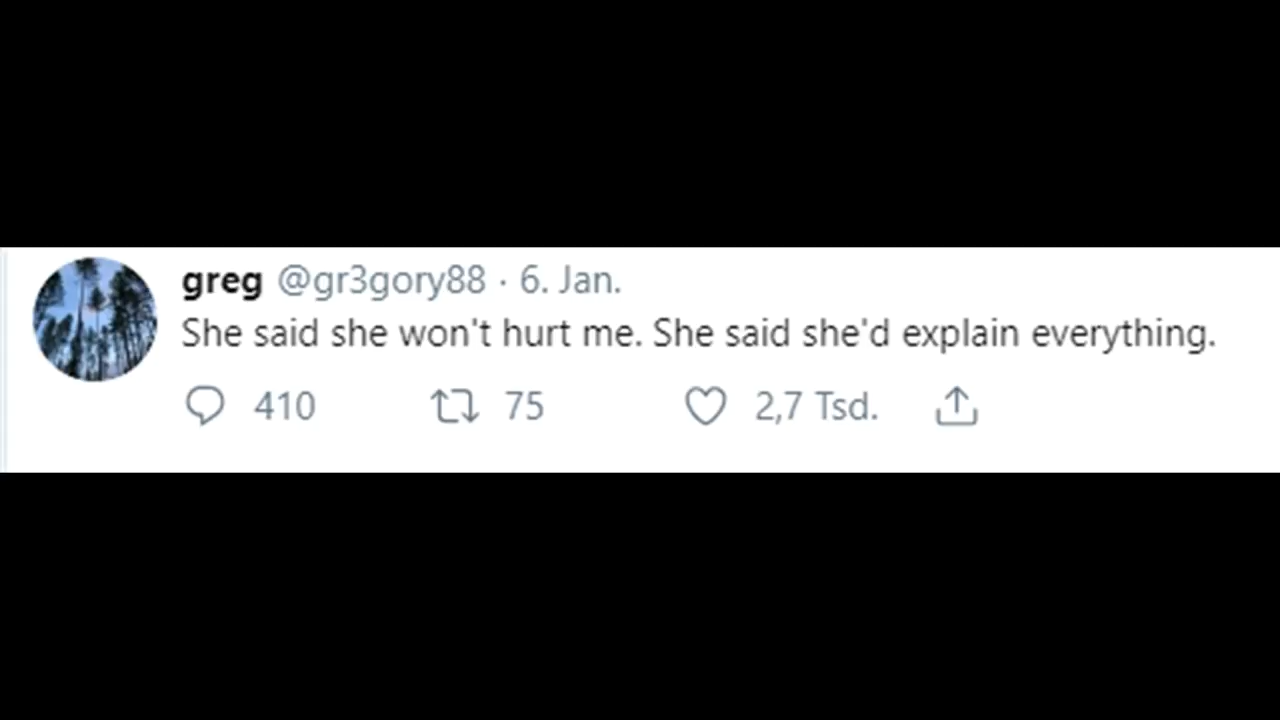 greg @gr3gory88 · 6. Jan.
She said she won't hurt me. She said she'd explain everything.
410 75 2,7 Tsd.